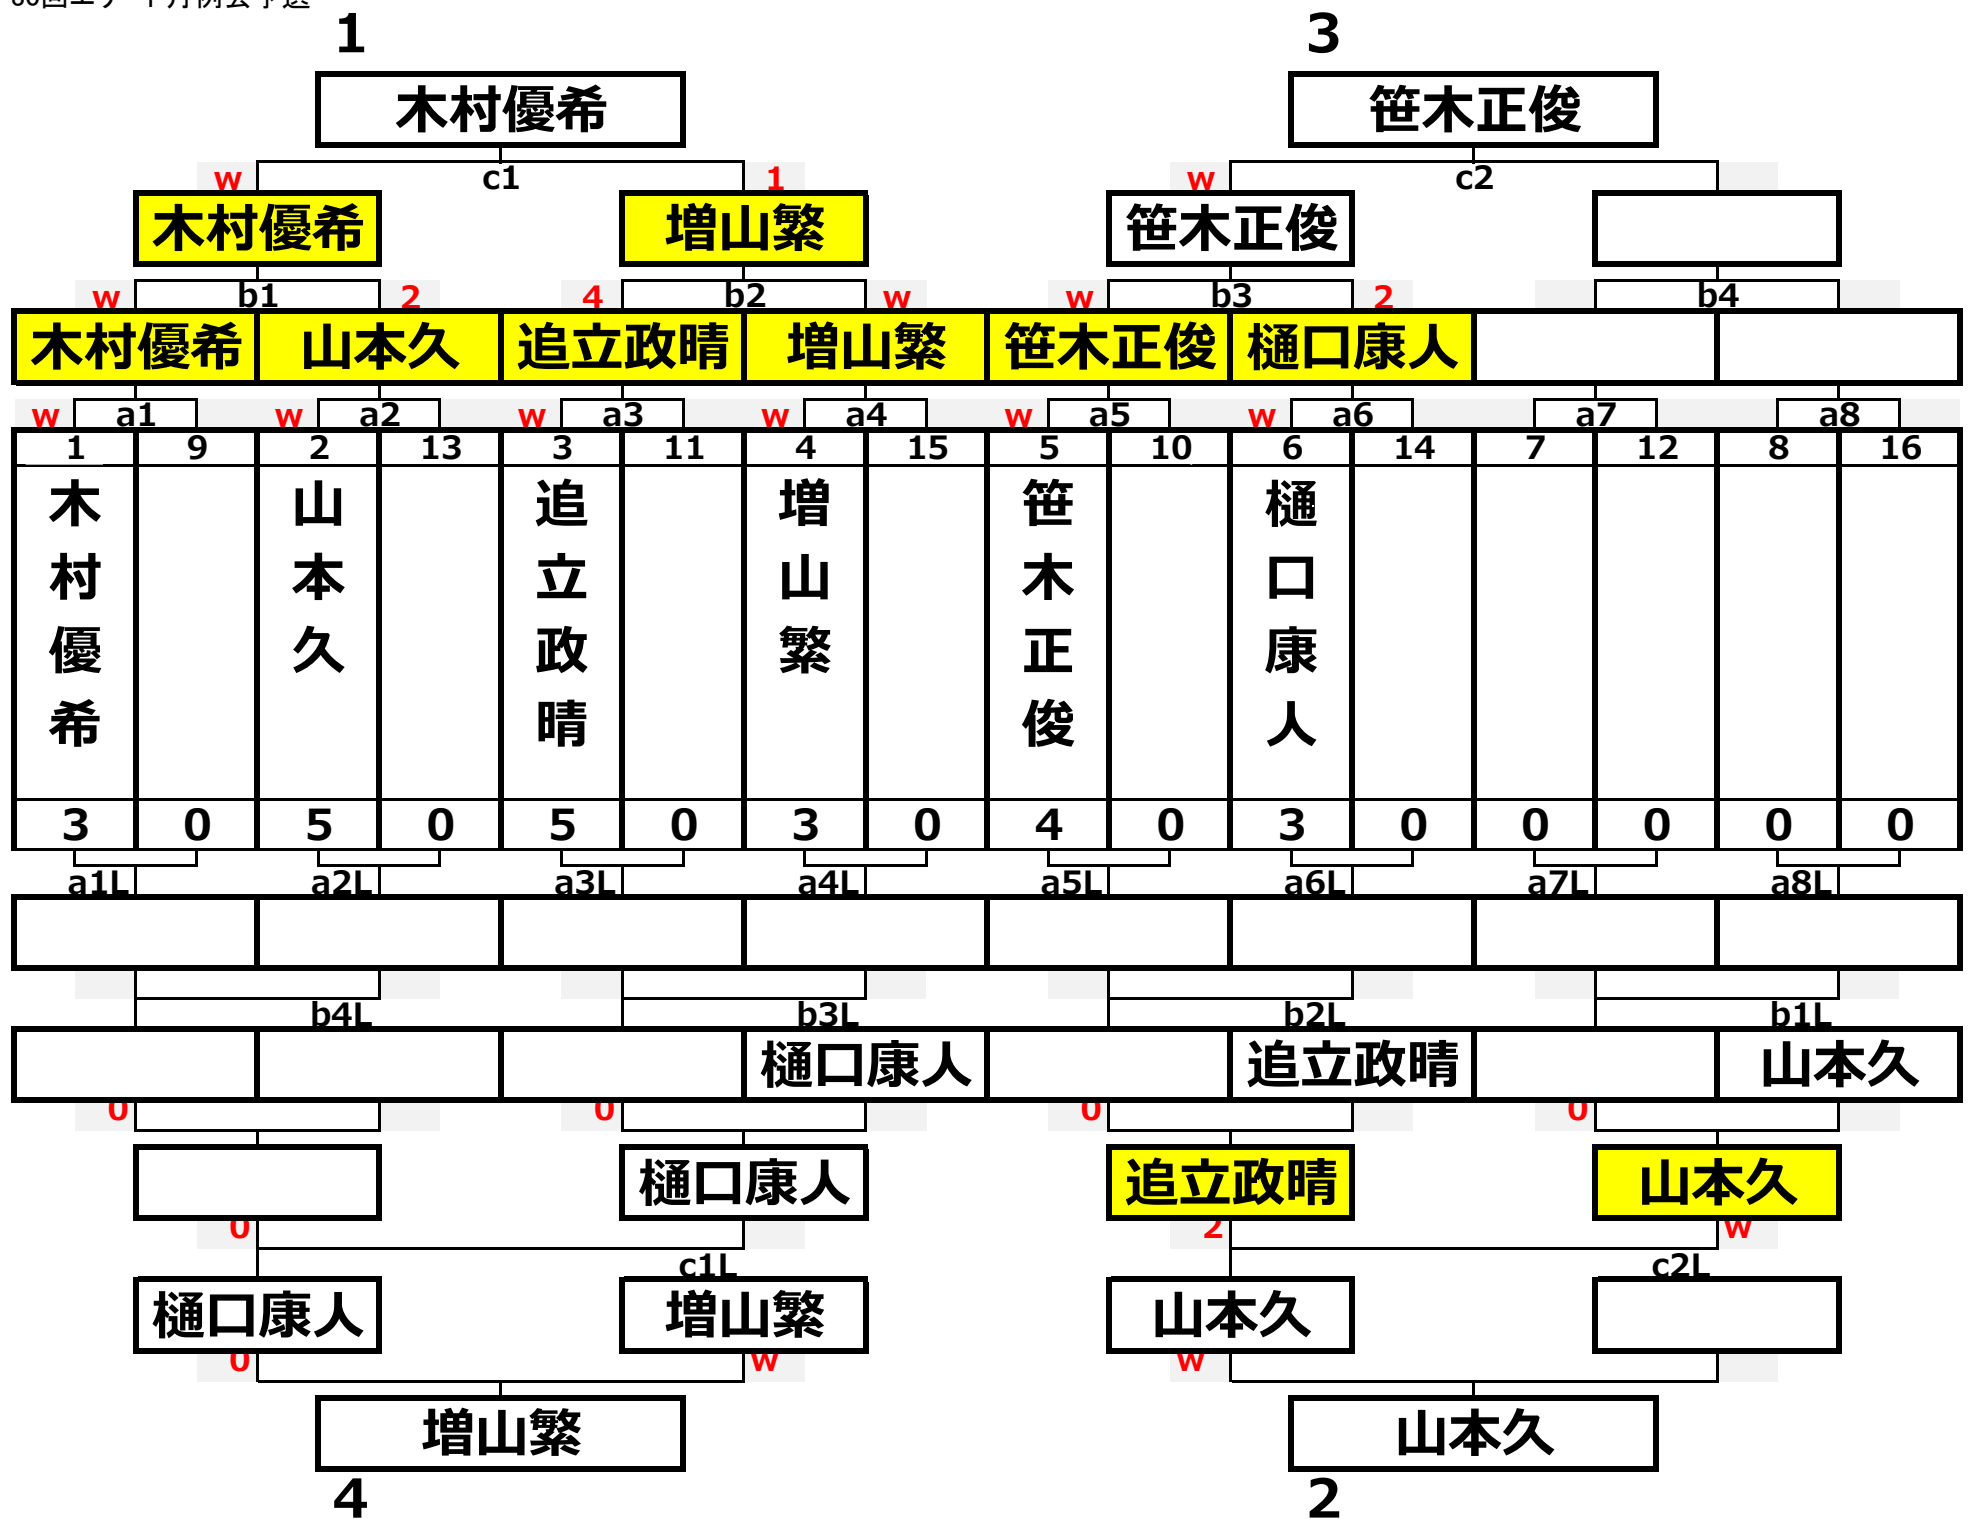 1 3
木村優希 笹木正俊
w c1 1 w c2
木村優希 増山繁 笹木正俊
w b1 2 4 b2 w w b3 2 b4
木村優希 山本久 追立政晴 増山繁 笹木正俊 樋口康人
w a1 w a2 w a3 w a4 w a5 w a6 a7 a8
1 9 2 13 3 11 4 15 5 10 6 14 7 12 8 16
木村優希 山本久 追立政晴 増山繁 笹木正俊 樋口康人
3 0 5 0 5 0 3 0 4 0 3 0 0 0 0 0
a1L a2L a3L a4L a5L a6L a7L a8L
b4L b3L b2L b1L
樋口康人 追立政晴 山本久
0 0 0 0
樋口康人 追立政晴 山本久
0 2 w
c1L c2L
樋口康人 増山繁 山本久
0 w w
増山繁 山本久
4 2